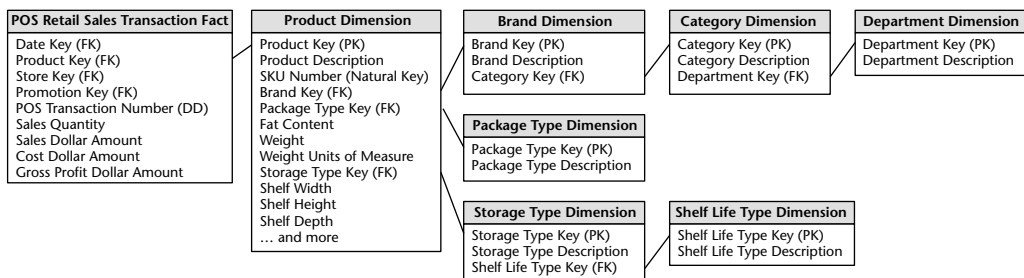 POS Retail Sales Transaction Fact
Date Key (FK)
Product Key (FK)
Store Key (FK)
Promotion Key (FK)
POS Transaction Number (DD)
Sales Quantity
Sales Dollar Amount
Cost Dollar Amount
Gross Profit Dollar Amount
Product Dimension
Product Key (PK)
Product Description
SKU Number (Natural Key)
Brand Key (FK)
Package Type Key (FK)
Fat Content
Weight
Weight Units of Measure
Storage Type Key (FK)
Shelf Width
Shelf Height
Shelf Depth
… and more
Brand Dimension
Brand Key (PK)
Brand Description
Category Key (FK)
Category Dimension
Category Key (PK)
Category Description
Department Key (FK)
Department Dimension
Department Key (PK)
Department Description
Package Type Dimension
Package Type Key (PK)
Package Type Description
Storage Type Dimension
Storage Type Key (PK)
Storage Type Description
Shelf Life Type Key (FK)
Shelf Life Type Dimension
Shelf Life Type Key (PK)
Shelf Life Type Description